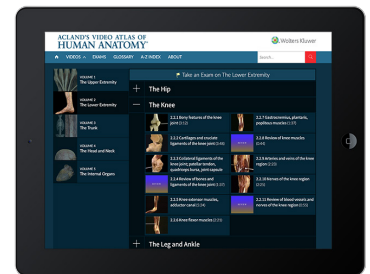 ACLAND'S VIDEO ATLAS OF
HUMAN ANATOMY
Wolters Kluwer
VIDEOS
EXAMS
GLOSSARY
A-Z INDEX
ABOUT
Search...
Take an Exam on The Lower Extremity
VOLUME 1
The Upper Extremity
VOLUME 2
The Lower Extremity
VOLUME 3
The Trunk
VOLUME 4
The Head and Neck
VOLUME 5
The Internal Organs
The Hip
The Knee
2.2.1 Bony features of the knee
joint
2.2.2 Cartilages and cruciate
ligaments of the knee joint
2.2.3 Collateral ligaments of the
knee joint; patellar tendon,
quadriceps bursa, joint capsule
2.2.4 Review of bones and
ligaments of the knee joint
2.2.5 Knee extensor muscles,
adductor canal
2.2.6 Knee flexor muscles
2.2.7 Gastrocnemius, plantaris,
popliteus muscles
2.2.8 Review of knee muscles
2.2.9 Arteries and veins of the knee
region
2.2.10 Nerves of the knee region
2.2.11 Review of blood vessels and
nerves of the knee region
The Leg and Ankle